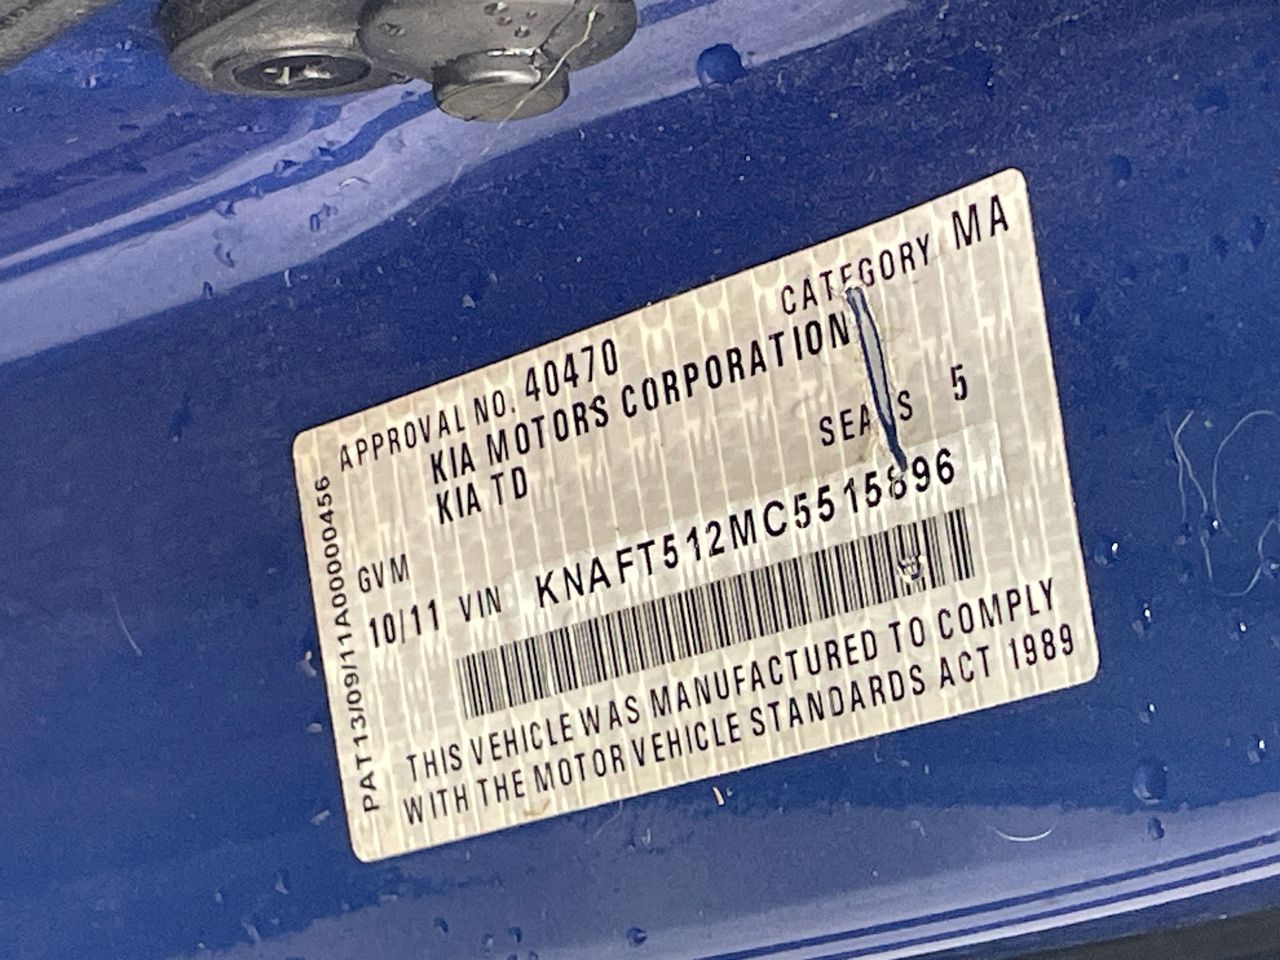 APPROVAL NO. 40470 CATEGORY MA
KIA MOTORS CORPORATION
KIA TD SEATS 5
GVM
10/11 VIN KNAFT512MC5515896
THIS VEHICLE WAS MANUFACTURED TO COMPLY
WITH THE MOTOR VEHICLE STANDARDS ACT 1989
PAT13/09/11A00000456